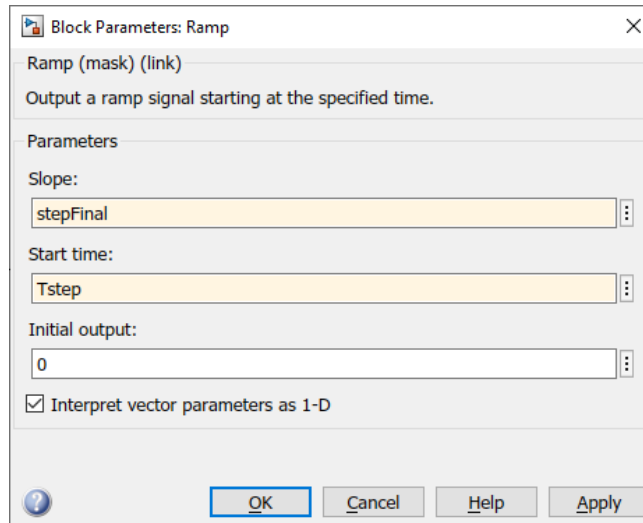 Block Parameters: Ramp
Ramp (mask) (link)
Output a ramp signal starting at the specified time.
Parameters
Slope:
stepFinal
Start time:
Tstep
Initial output:
0
Interpret vector parameters as 1-D
OK Cancel Help Apply